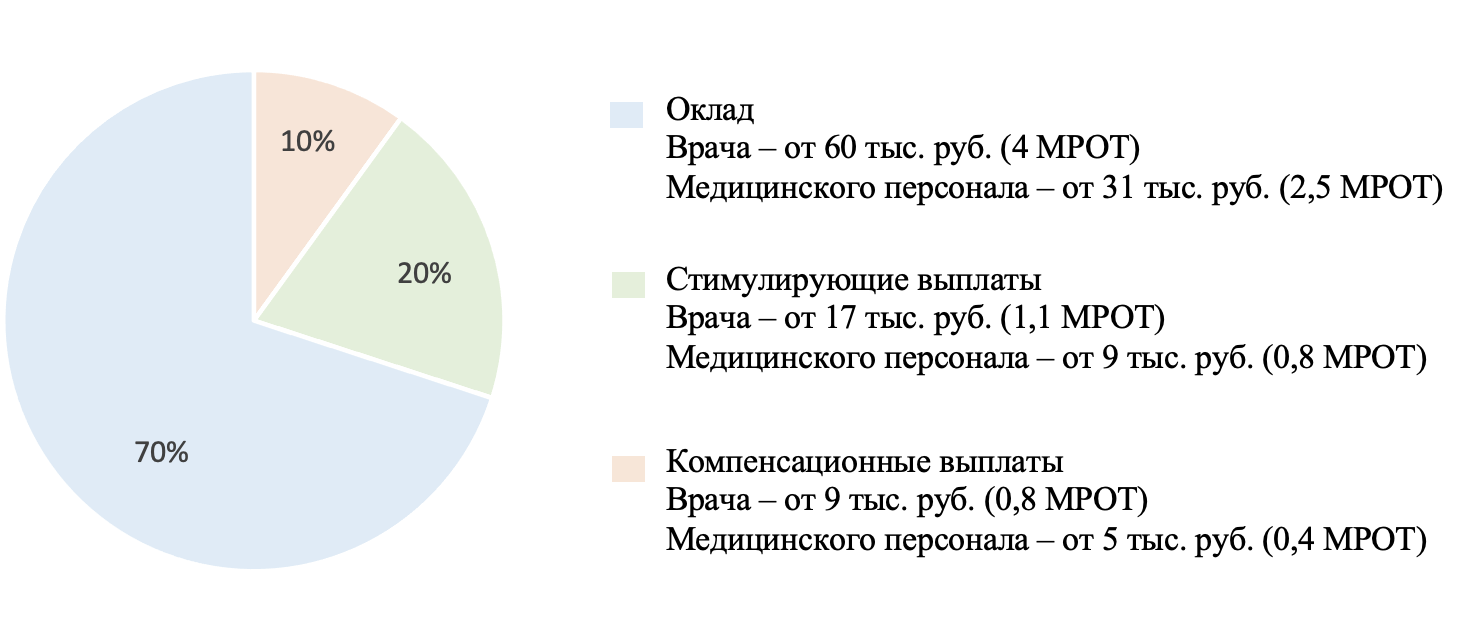 10%
20%
70%
Оклад
Врача – от 60 тыс. руб. (4 МРОТ)
Медицинского персонала – от 31 тыс. руб. (2,5 МРОТ)
Стимулирующие выплаты
Врача – от 17 тыс. руб. (1,1 МРОТ)
Медицинского персонала – от 9 тыс. руб. (0,8 МРОТ)
Компенсационные выплаты
Врача – от 9 тыс. руб. (0,8 МРОТ)
Медицинского персонала – от 5 тыс. руб. (0,4 МРОТ)